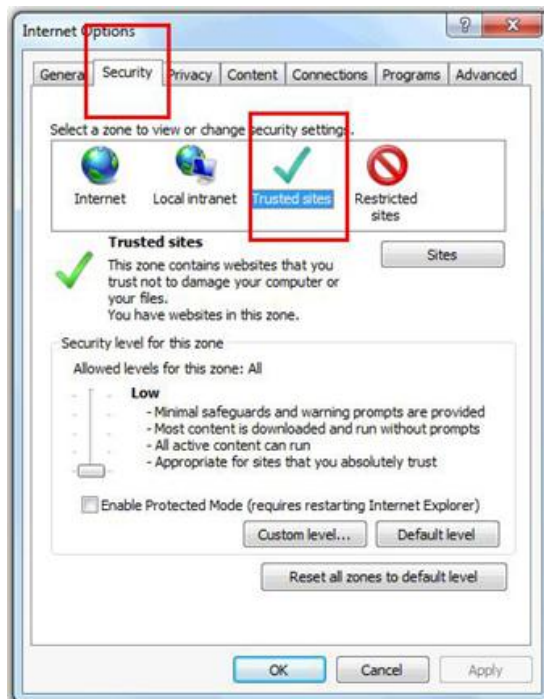 Internet Options
General Security Privacy Content Connections Programs Advanced
Select a zone to view or change security settings.
Internet Local intranet Trusted sites Restricted
sites
Trusted sites
Sites
This zone contains websites that you
trust not to damage your computer or
your files.
You have websites in this zone.
Security level for this zone
Allowed levels for this zone: All
Low
- Minimal safeguards and warning prompts are provided
- Most content is downloaded and run without prompts
- All active content can run
- Appropriate for sites that you absolutely trust
Enable Protected Mode (requires restarting Internet Explorer)
Custom level... Default level
Reset all zones to default level
OK Cancel Apply